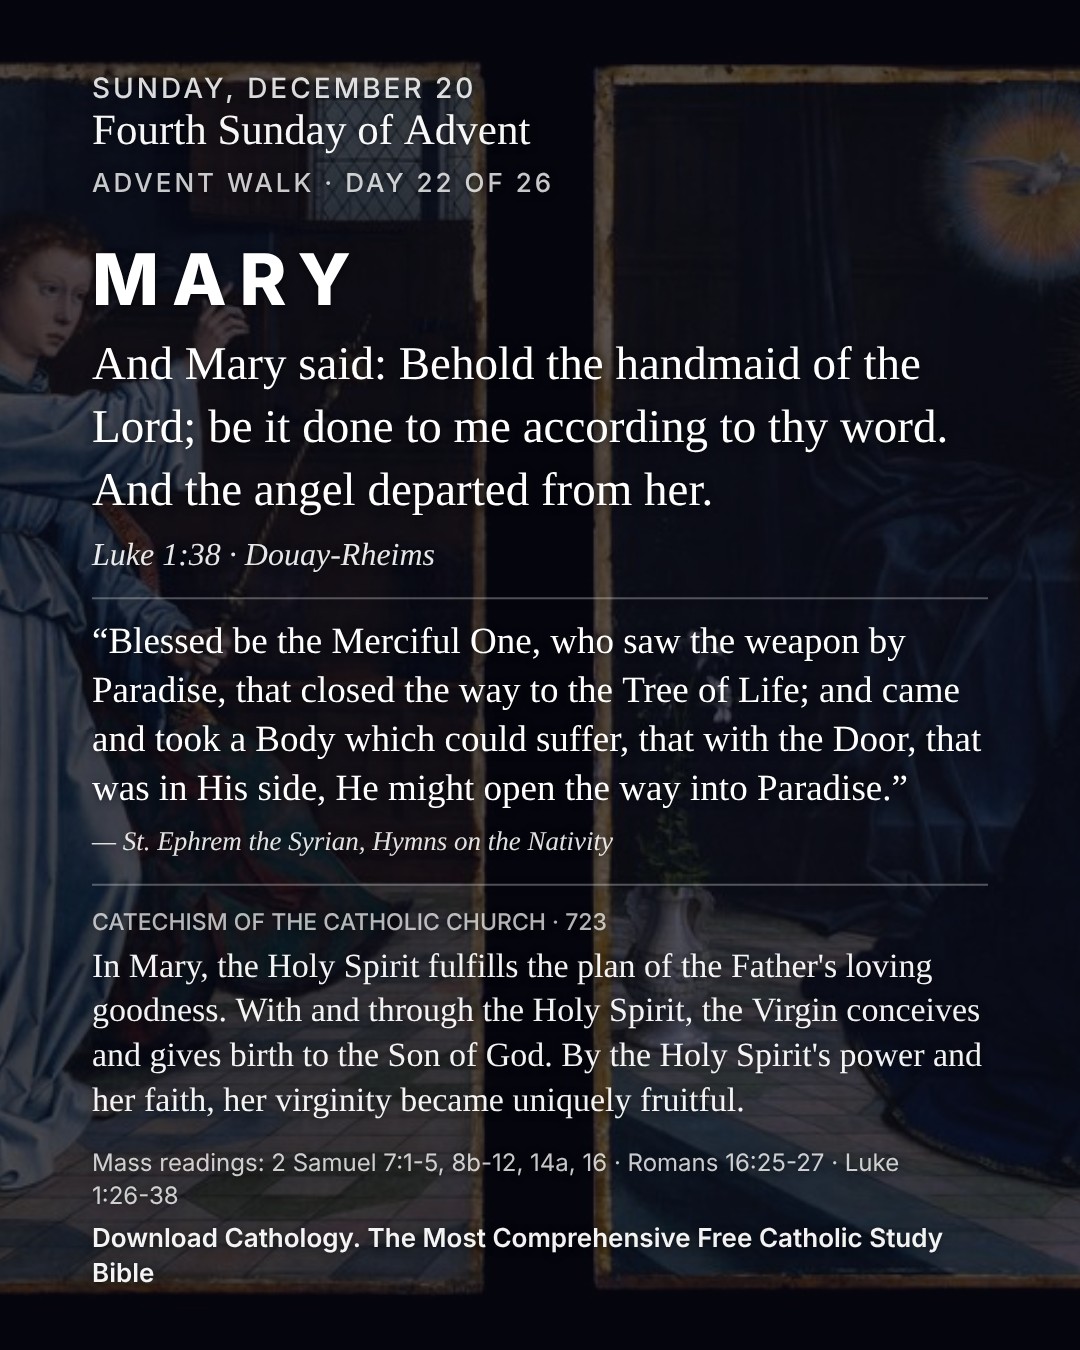 SUNDAY, DECEMBER 20
Fourth Sunday of Advent
ADVENT WALK · DAY 22 OF 26
MARY
And Mary said: Behold the handmaid of the
Lord; be it done to me according to thy word.
And the angel departed from her.
Luke 1:38 · Douay-Rheims
“Blessed be the Merciful One, who saw the weapon by
Paradise, that closed the way to the Tree of Life; and came
and took a Body which could suffer, that with the Door, that
was in His side, He might open the way into Paradise.”
— St. Ephrem the Syrian, Hymns on the Nativity
CATECHISM OF THE CATHOLIC CHURCH · 723
In Mary, the Holy Spirit fulfills the plan of the Father's loving
goodness. With and through the Holy Spirit, the Virgin conceives
and gives birth to the Son of God. By the Holy Spirit's power and
her faith, her virginity became uniquely fruitful.
Mass readings: 2 Samuel 7:1-5, 8b-12, 14a, 16 · Romans 16:25-27 · Luke
1:26-38
Download Cathology. The Most Comprehensive Free Catholic Study
Bible